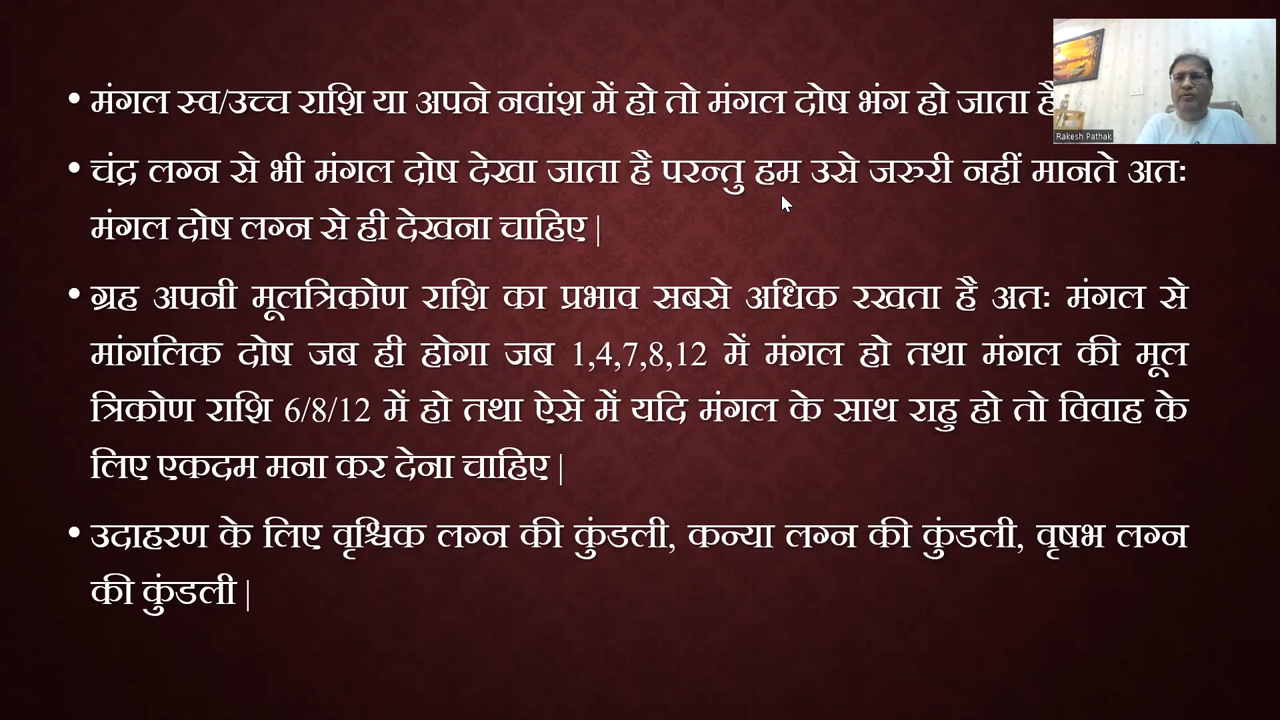 • मंगल स्व/उच्च राशि या अपने नवांश में हो तो मंगल दोष भंग हो जाता है
• चंद्र लग्न से भी मंगल दोष देखा जाता है परन्तु हम उसे जरुरी नहीं मानते अतः
मंगल दोष लग्न से ही देखना चाहिए |
• ग्रह अपनी मूलत्रिकोण राशि का प्रभाव सबसे अधिक रखता है अतः मंगल से
मांगलिक दोष जब ही होगा जब 1,4,7,8,12 में मंगल हो तथा मंगल की मूल
त्रिकोण राशि 6/8/12 में हो तथा ऐसे में यदि मंगल के साथ राहु हो तो विवाह के
लिए एकदम मना कर देना चाहिए |
• उदाहरण के लिए वृश्चिक लग्न की कुंडली, कन्या लग्न की कुंडली, वृषभ लग्न
की कुंडली |
Rakesh Pathak